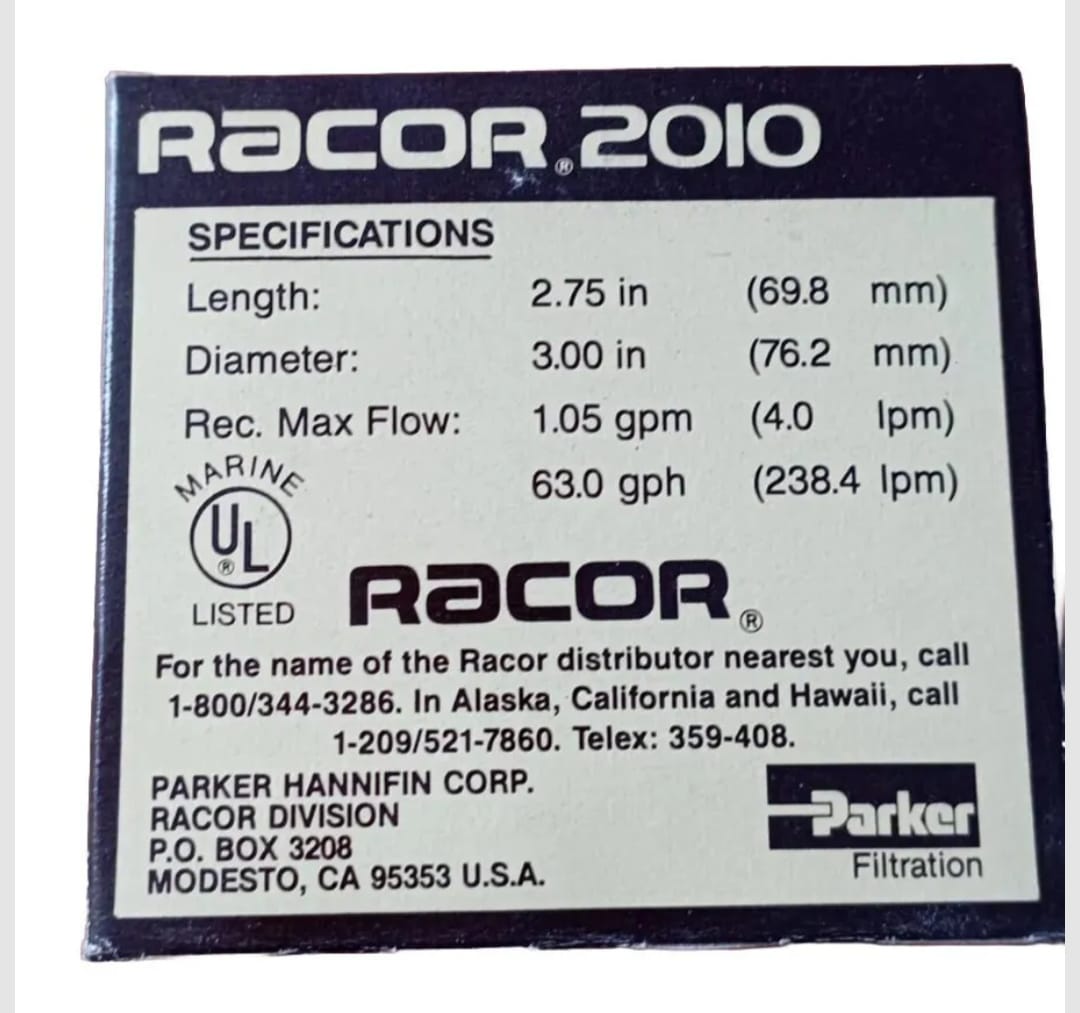 RACOR® 2010
SPECIFICATIONS
Length: 2.75 in (69.8 mm)
Diameter: 3.00 in (76.2 mm)
Rec. Max Flow: 1.05 gpm (4.0 lpm)
63.0 gph (238.4 lpm)
MARINE
UL®
LISTED
RACOR®
For the name of the Racor distributor nearest you, call
1-800/344-3286. In Alaska, California and Hawaii, call
1-209/521-7860. Telex: 359-408.
PARKER HANNIFIN CORP.
RACOR DIVISION
P.O. BOX 3208
MODESTO, CA 95353 U.S.A.
Parker
Filtration